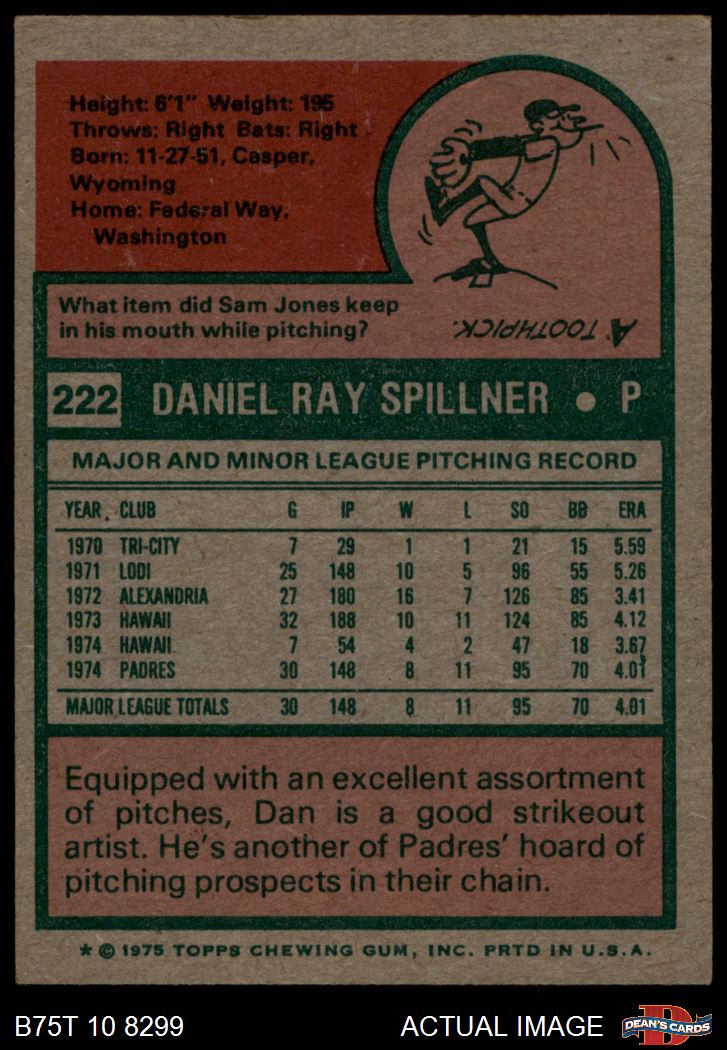 Height: 6'1" Weight: 195
Throws: Right Bats: Right
Born: 11-27-51, Casper,
Wyoming
Home: Federal Way,
Washington
What item did Sam Jones keep
in his mouth while pitching?
A TOOTHPICK.
222 DANIEL RAY SPILLNER • P
MAJOR AND MINOR LEAGUE PITCHING RECORD
YEAR CLUB G IP W L SO BB ERA
1970 TRI-CITY 7 29 1 1 21 15 5.59
1971 LODI 25 148 10 5 96 55 5.26
1972 ALEXANDRIA 27 180 16 7 126 85 3.41
1973 HAWAII 32 188 10 11 124 85 4.12
1974 HAWAII 7 54 4 2 47 18 3.67
1974 PADRES 30 148 8 11 95 70 4.01
MAJOR LEAGUE TOTALS 30 148 8 11 95 70 4.01
Equipped with an excellent assortment
of pitches, Dan is a good strikeout
artist. He's another of Padres' hoard of
pitching prospects in their chain.
* © 1975 TOPPS CHEWING GUM, INC. PRTD IN U.S.A.
B75T 10 8299 ACTUAL IMAGE DEAN'S CARDS